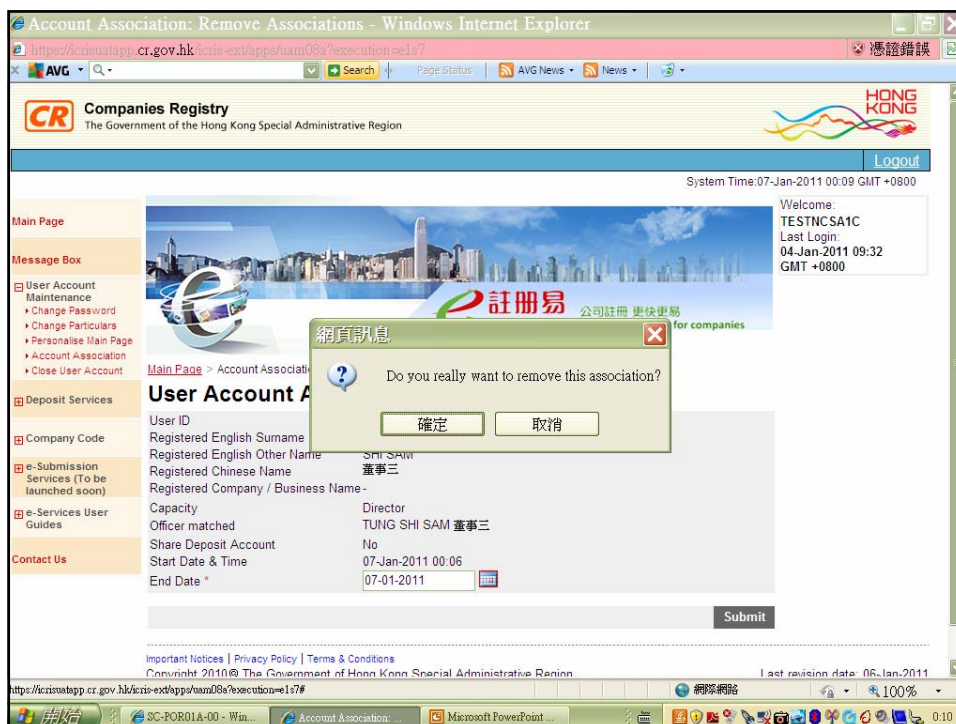 Account Association: Remove Associations - Windows Internet Explorer
https://icrisuatapp.cr.gov.hk/icris-ext/apps/uam08a?execution=e1s7
憑證錯誤
AVG
Search
Page Status
AVG News
News
CR
Companies Registry
The Government of the Hong Kong Special Administrative Region
HONG
KONG
Logout
System Time:07-Jan-2011 00:09 GMT +0800
Main Page
Message Box
User Account
Maintenance
Change Password
Change Particulars
Personalise Main Page
Account Association
Close User Account
Deposit Services
Company Code
e-Submission
Services (To be
launched soon)
e-Services User
Guides
Contact Us
Welcome:
TESTNCSA1C
Last Login:
04-Jan-2011 09:32
GMT +0800
註冊易
公司註冊 更快更易
for companies
網頁訊息
Do you really want to remove this association?
確定
取消
Main Page > Account Associati
User Account A
User ID
Registered English Surname
Registered English Other Name SHI SAM
Registered Chinese Name 董事三
Registered Company / Business Name -
Capacity Director
Officer matched TUNG SHI SAM 董事三
Share Deposit Account No
Start Date & Time 07-Jan-2011 00:06
End Date * 07-01-2011
Submit
Important Notices | Privacy Policy | Terms & Conditions
Copyright 2010© The Government of Hong Kong Special Administrative Region
Last revision date: 06-Jan-2011
https://icrisuatapp.cr.gov.hk/icris-ext/apps/uam08a?execution=e1s7#
網際網路
100%
開始
SC-POR01A-00 - Win...
Account Association: ...
Microsoft PowerPoint ...
0:10